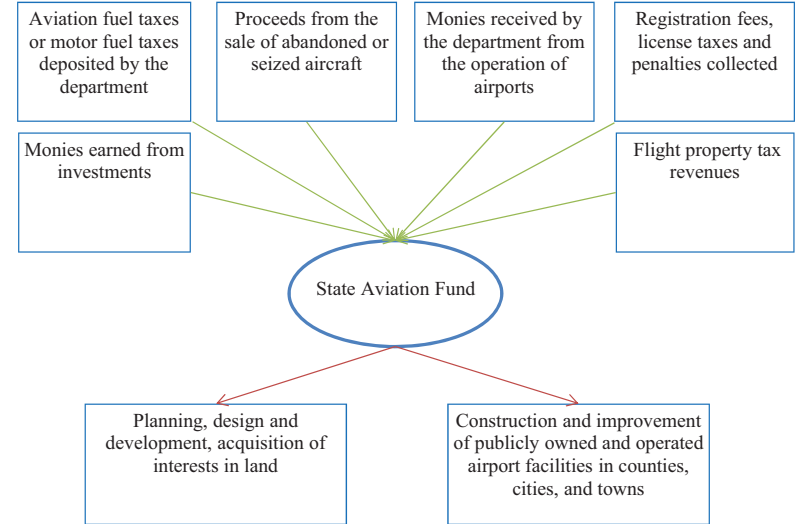 Aviation fuel taxes
or motor fuel taxes
deposited by the
department
Proceeds from the
sale of abandoned or
seized aircraft
Monies received by
the department from
the operation of
airports
Registration fees,
license taxes and
penalties collected
Monies earned from
investments
Flight property tax
revenues
State Aviation Fund
Planning, design and
development, acquisition of
interests in land
Construction and improvement
of publicly owned and operated
airport facilities in counties,
cities, and towns